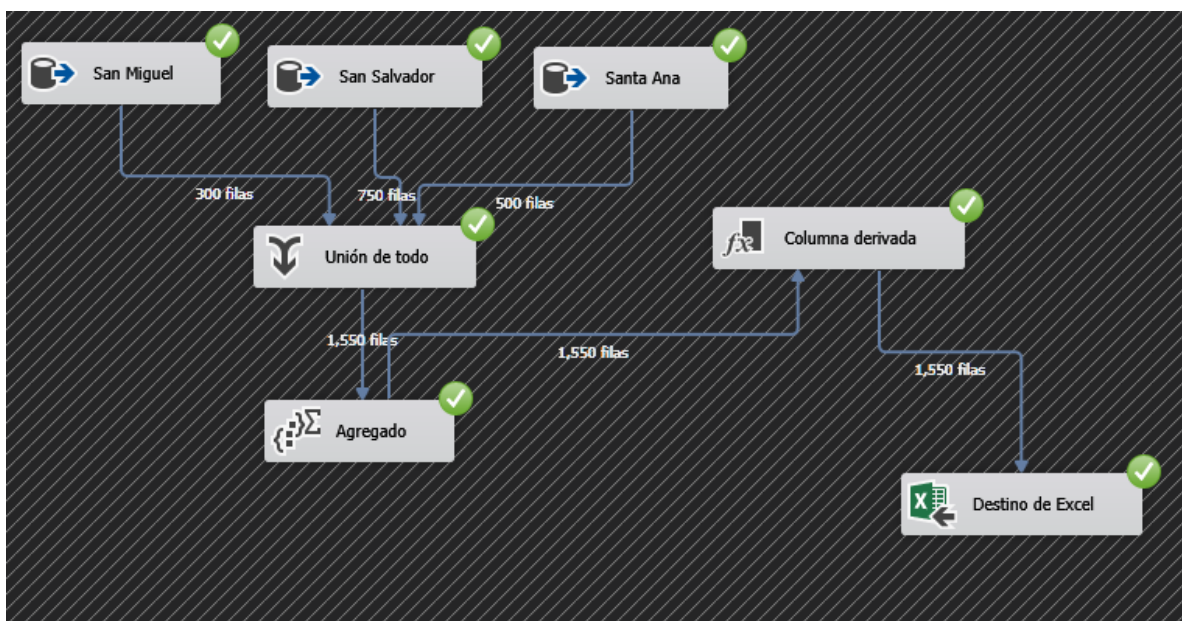 San Miguel
San Salvador
Santa Ana
300 filas
750 filas
500 filas
Unión de todo
Columna derivada
1,550 filas
1,550 filas
1,550 filas
Agregado
Destino de Excel